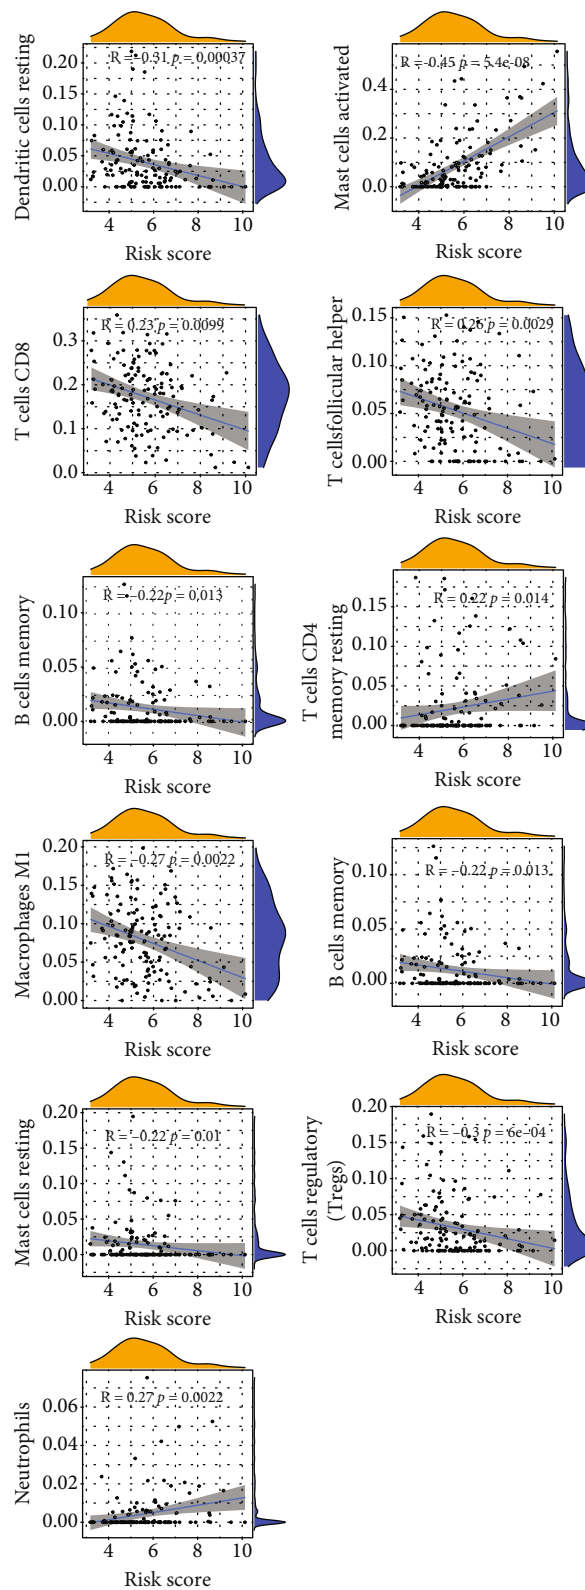 R = –0.31 p = 0.00037
Dendritic cells resting
0.20
0.15
0.10
0.05
0.00
4 6 8 10
Risk score
R = –0.45 p = 5.4e–08
Mast cells activated
0.4
0.2
0.0
4 6 8 10
Risk score
R = 0.23 p = 0.0099
T cells CD8
0.3
0.2
0.1
0.0
4 6 8 10
Risk score
R = 0.26 p = 0.0029
T cellsfollicular helper
0.15
0.10
0.05
0.00
4 6 8 10
Risk score
R = –0.22 p = 0.013
B cells memory
0.10
0.05
0.00
4 6 8 10
Risk score
R = 0.22 p = 0.014
T cells CD4
memory resting
0.15
0.10
0.05
0.00
4 6 8 10
Risk score
R = –0.27 p = 0.0022
Macrophages M1
0.20
0.15
0.10
0.05
0.00
4 6 8 10
Risk score
R = –0.22 p = 0.013
B cells memory
0.10
0.05
0.00
4 6 8 10
Risk score
R = –0.22 p = 0.01
Mast cells resting
0.20
0.15
0.10
0.05
0.00
4 6 8 10
Risk score
R = –0.3 p = 6e–04
T cells regulatory
(Tregs)
0.20
0.15
0.10
0.05
0.00
4 6 8 10
Risk score
R = 0.27 p = 0.0022
Neutrophils
0.06
0.04
0.02
0.00
4 6 8 10
Risk score